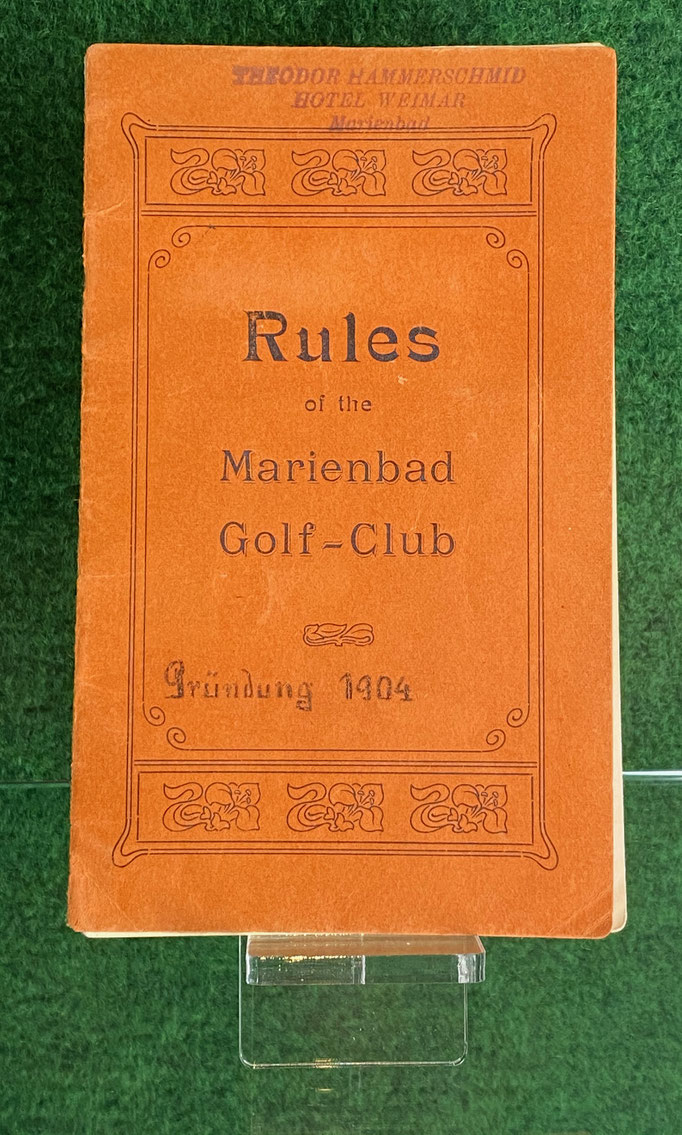 THEODOR HAMMERSCHMID
HOTEL WEIMAR
Marienbad
Rules
of the
Marienbad
Golf-Club
Gründung 1904